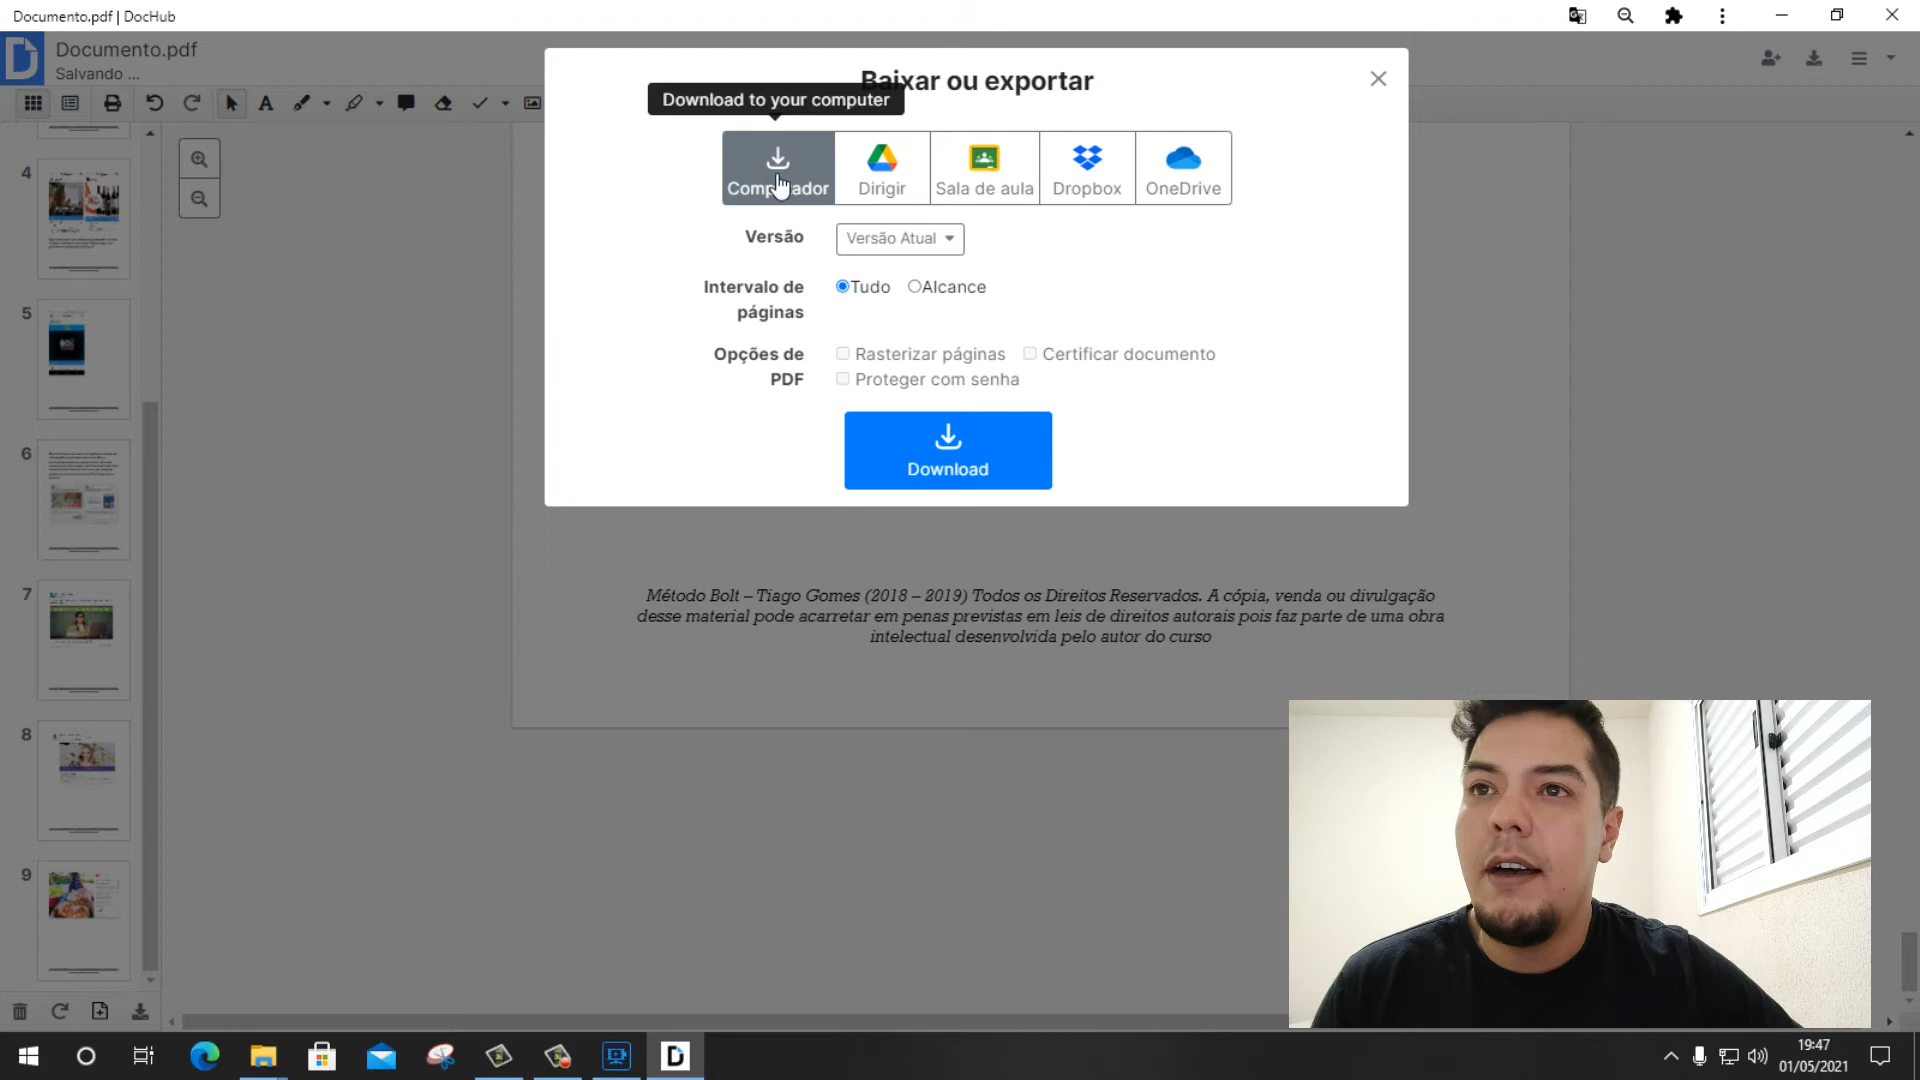 Documento.pdf | DocHub
Documento.pdf
Salvando ...
Baixar ou exportar
Download to your computer
Computador
Dirigir
Sala de aula
Dropbox
OneDrive
Versão
Versão Atual
Intervalo de páginas
Tudo
Alcance
Opções de PDF
Rasterizar páginas
Certificar documento
Proteger com senha
Download
4
5
6
7
8
9
Método Bolt – Tiago Gomes (2018 – 2019) Todos os Direitos Reservados. A cópia, venda ou divulgação
desse material pode acarretar em penas previstas em leis de direitos autorais pois faz parte de uma obra
intelectual desenvolvida pelo autor do curso
19:47
01/05/2021